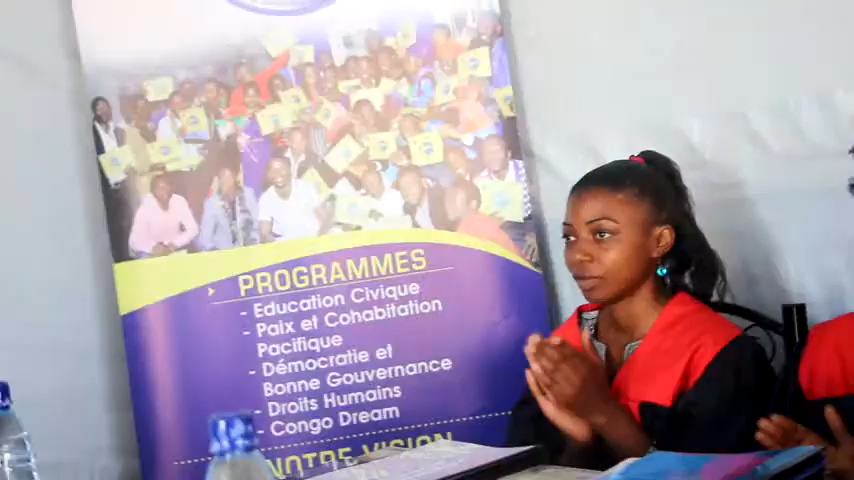 PROGRAMMES
- Education Civique
- Paix et Cohabitation
Pacifique
- Démocratie et
Bonne Gouvernance
- Droits Humains
- Congo Dream
NOTRE VISION